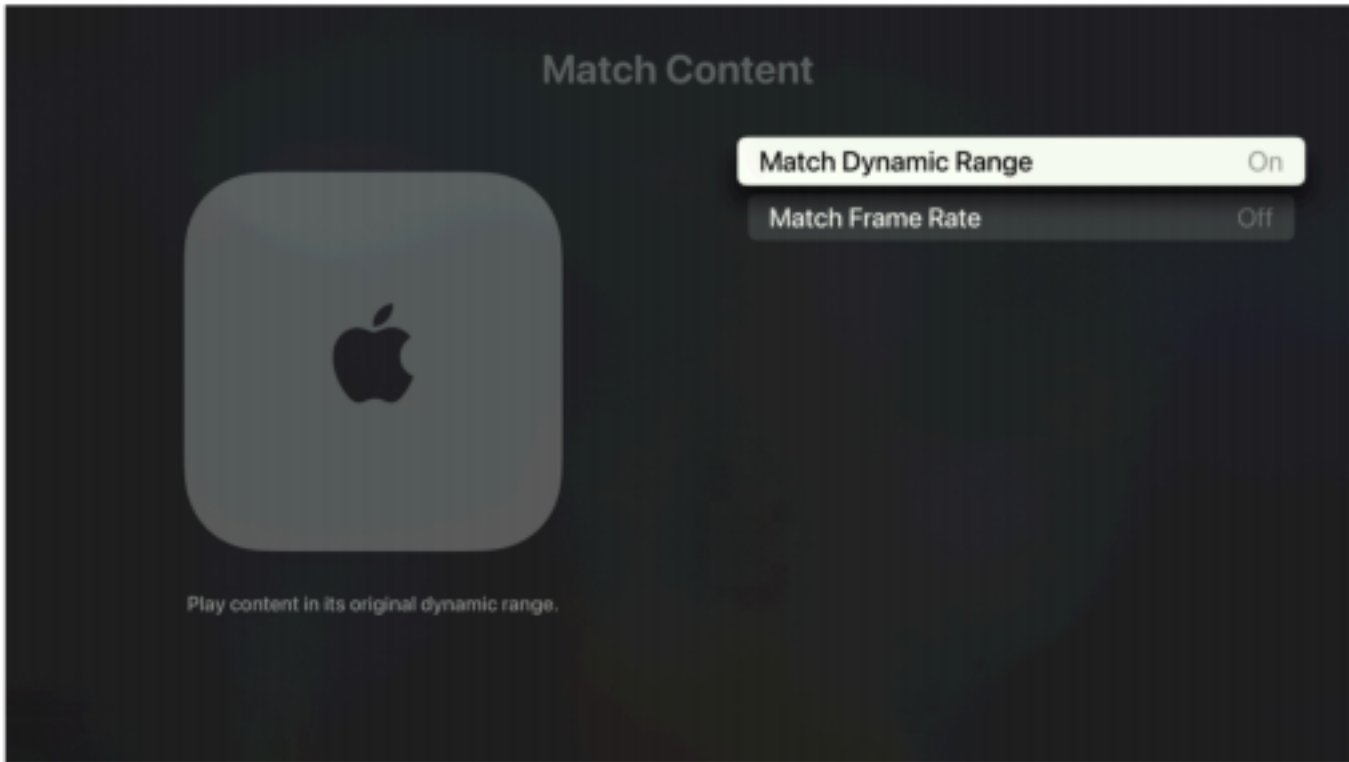 Match Content
Match Dynamic Range On
Match Frame Rate Off
Play content in its original dynamic range.